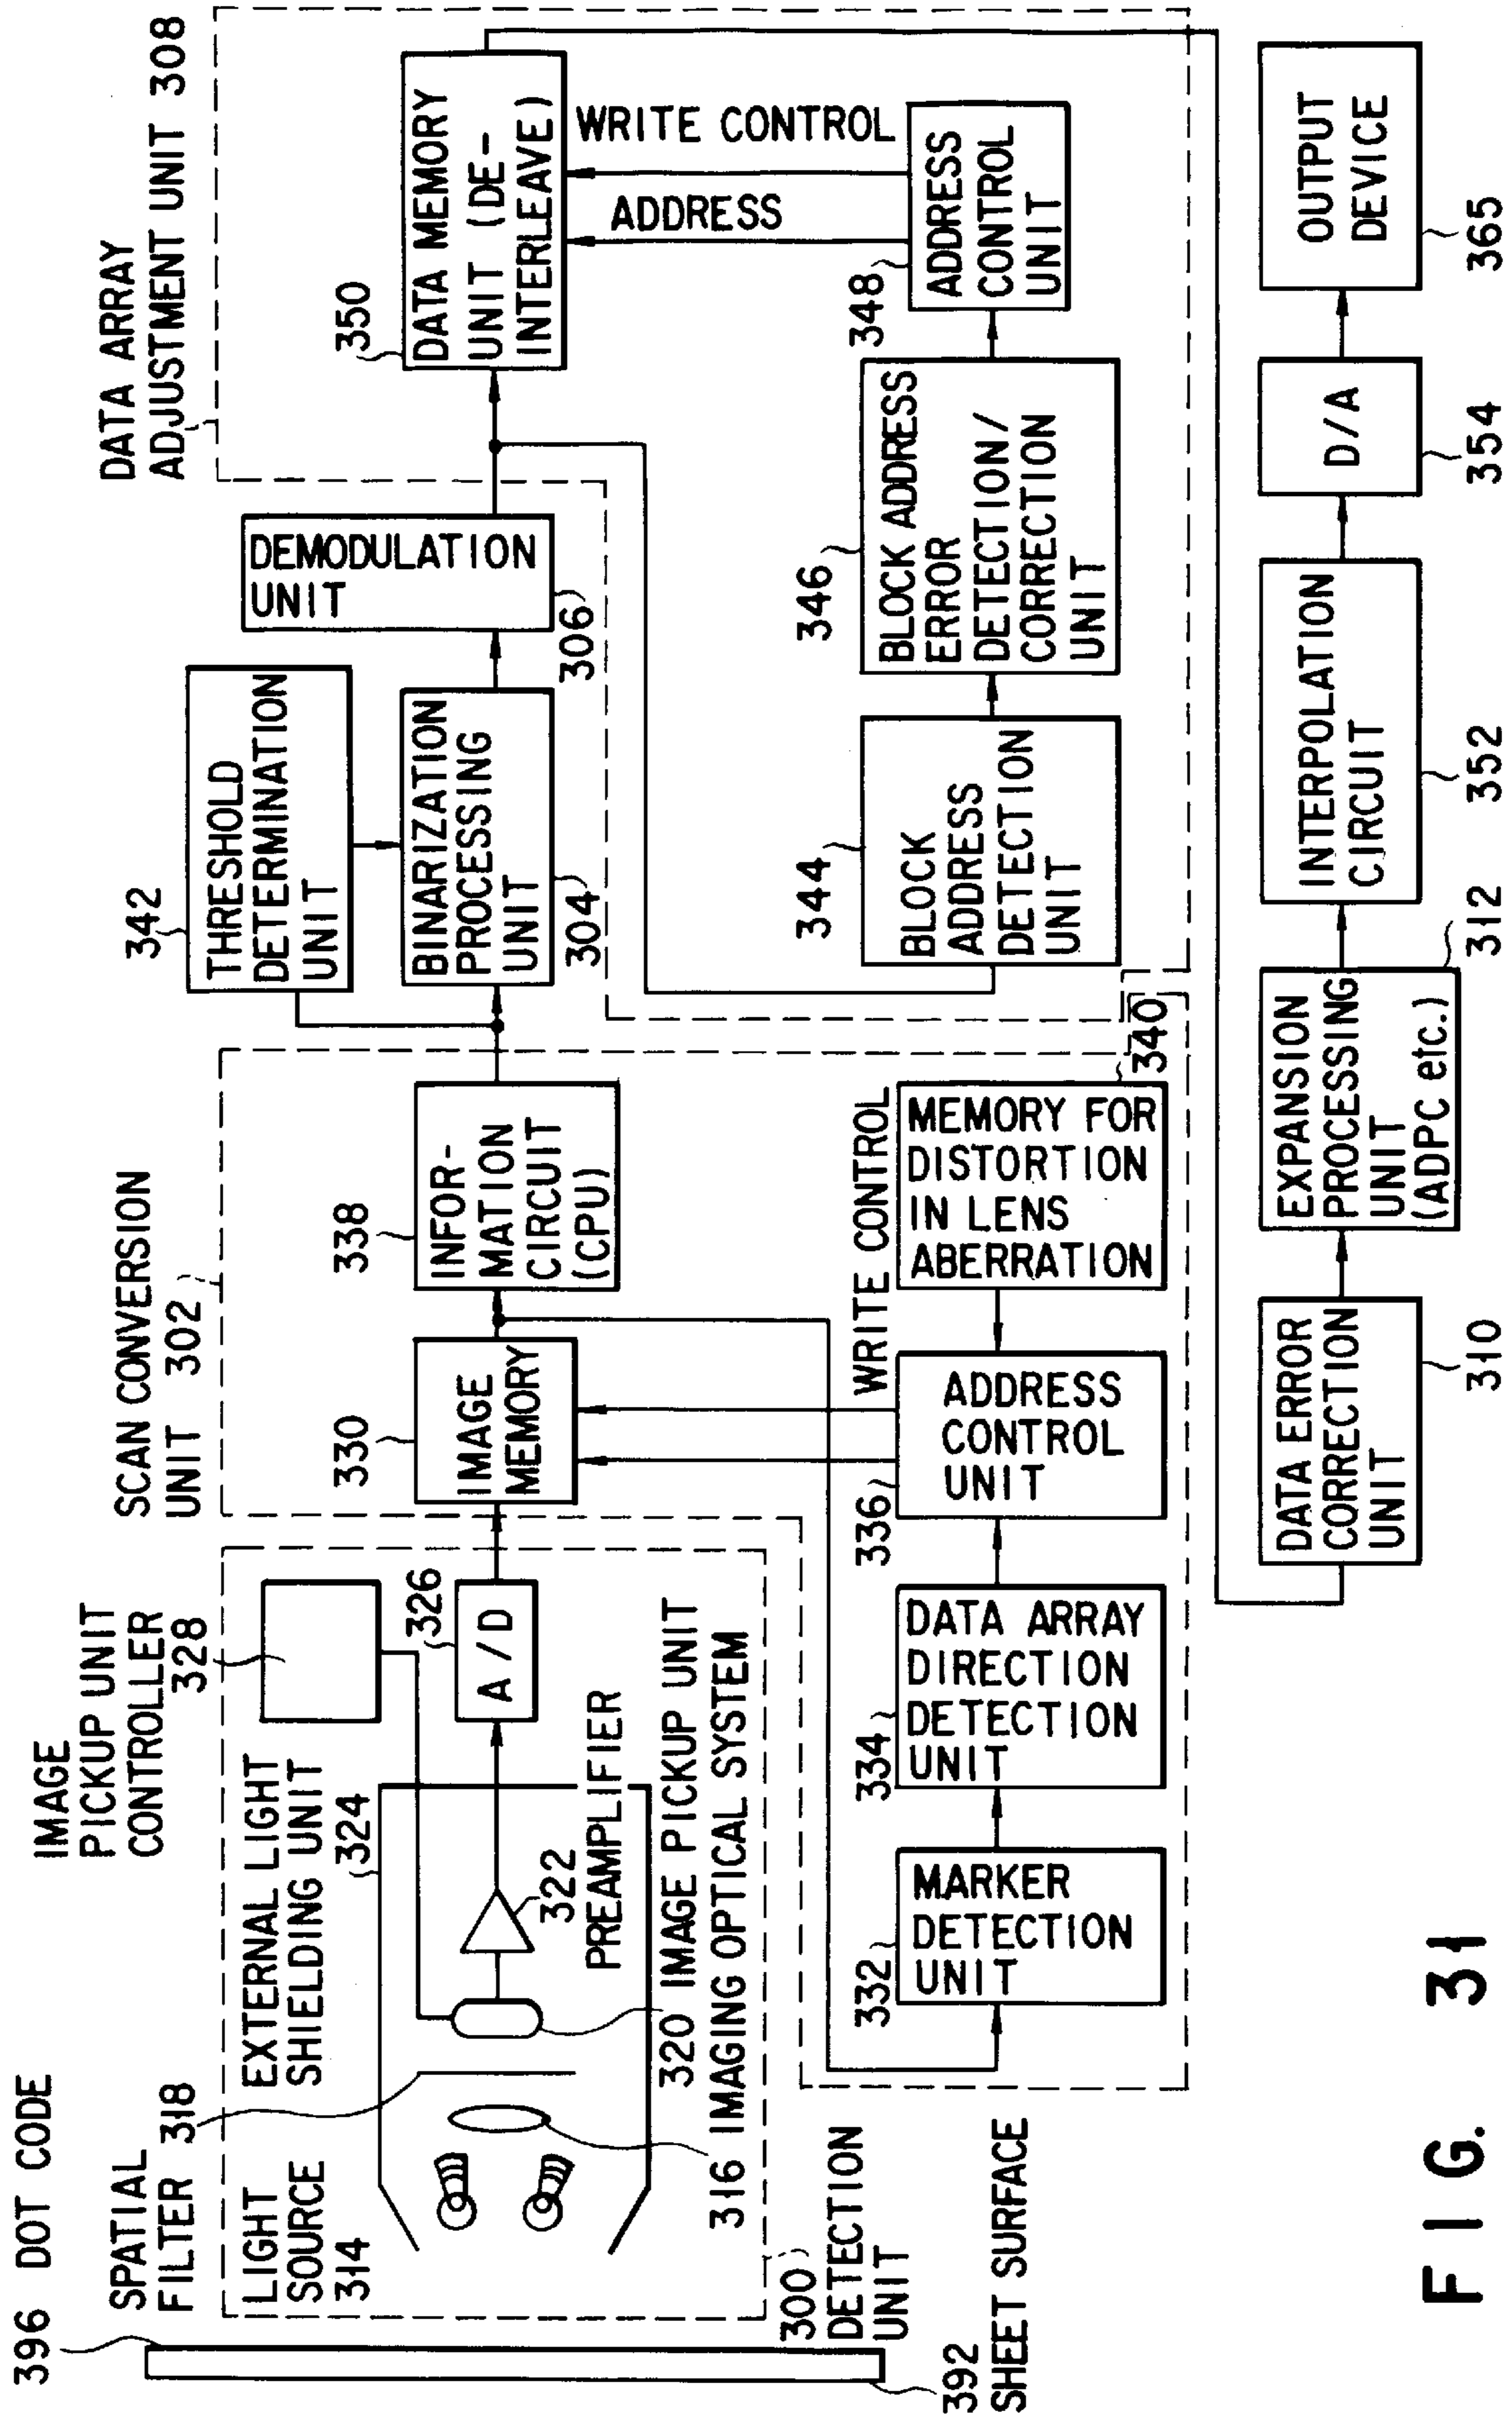 396 DOT CODE
SPATIAL
FILTER 318
LIGHT
SOURCE
314
EXTERNAL LIGHT
SHIELDING UNIT
324
IMAGE
PICKUP UNIT
CONTROLLER
328
326
A/D
322
PREAMPLIFIER
320 IMAGE PICKUP UNIT
316 IMAGING OPTICAL SYSTEM
300
DETECTION
UNIT
392
SHEET SURFACE
SCAN CONVERSION
UNIT 302
330
IMAGE
MEMORY
338
INFOR-
MATION
CIRCUIT
(CPU)
332
MARKER
DETECTION
UNIT
334
DATA ARRAY
DIRECTION
DETECTION
UNIT
336
ADDRESS
CONTROL
UNIT
WRITE CONTROL
340
MEMORY FOR
DISTORTION
IN LENS
ABERRATION
342
THRESHOLD
DETERMINATION
UNIT
BINARIZATION
PROCESSING
UNIT
304
DEMODULATION
UNIT
306
DATA ARRAY
ADJUSTMENT UNIT 308
350
DATA MEMORY
UNIT (DE-
INTERLEAVE)
WRITE CONTROL
ADDRESS
344
BLOCK
ADDRESS
DETECTION
UNIT
346
BLOCK ADDRESS
ERROR
DETECTION/
CORRECTION
UNIT
348
ADDRESS
CONTROL
UNIT
DATA ERROR
CORRECTION
UNIT
310
EXPANSION
PROCESSING
UNIT
(ADPC etc.)
312
INTERPOLATION
CIRCUIT
352
D/A
354
OUTPUT
DEVICE
365
FIG. 31